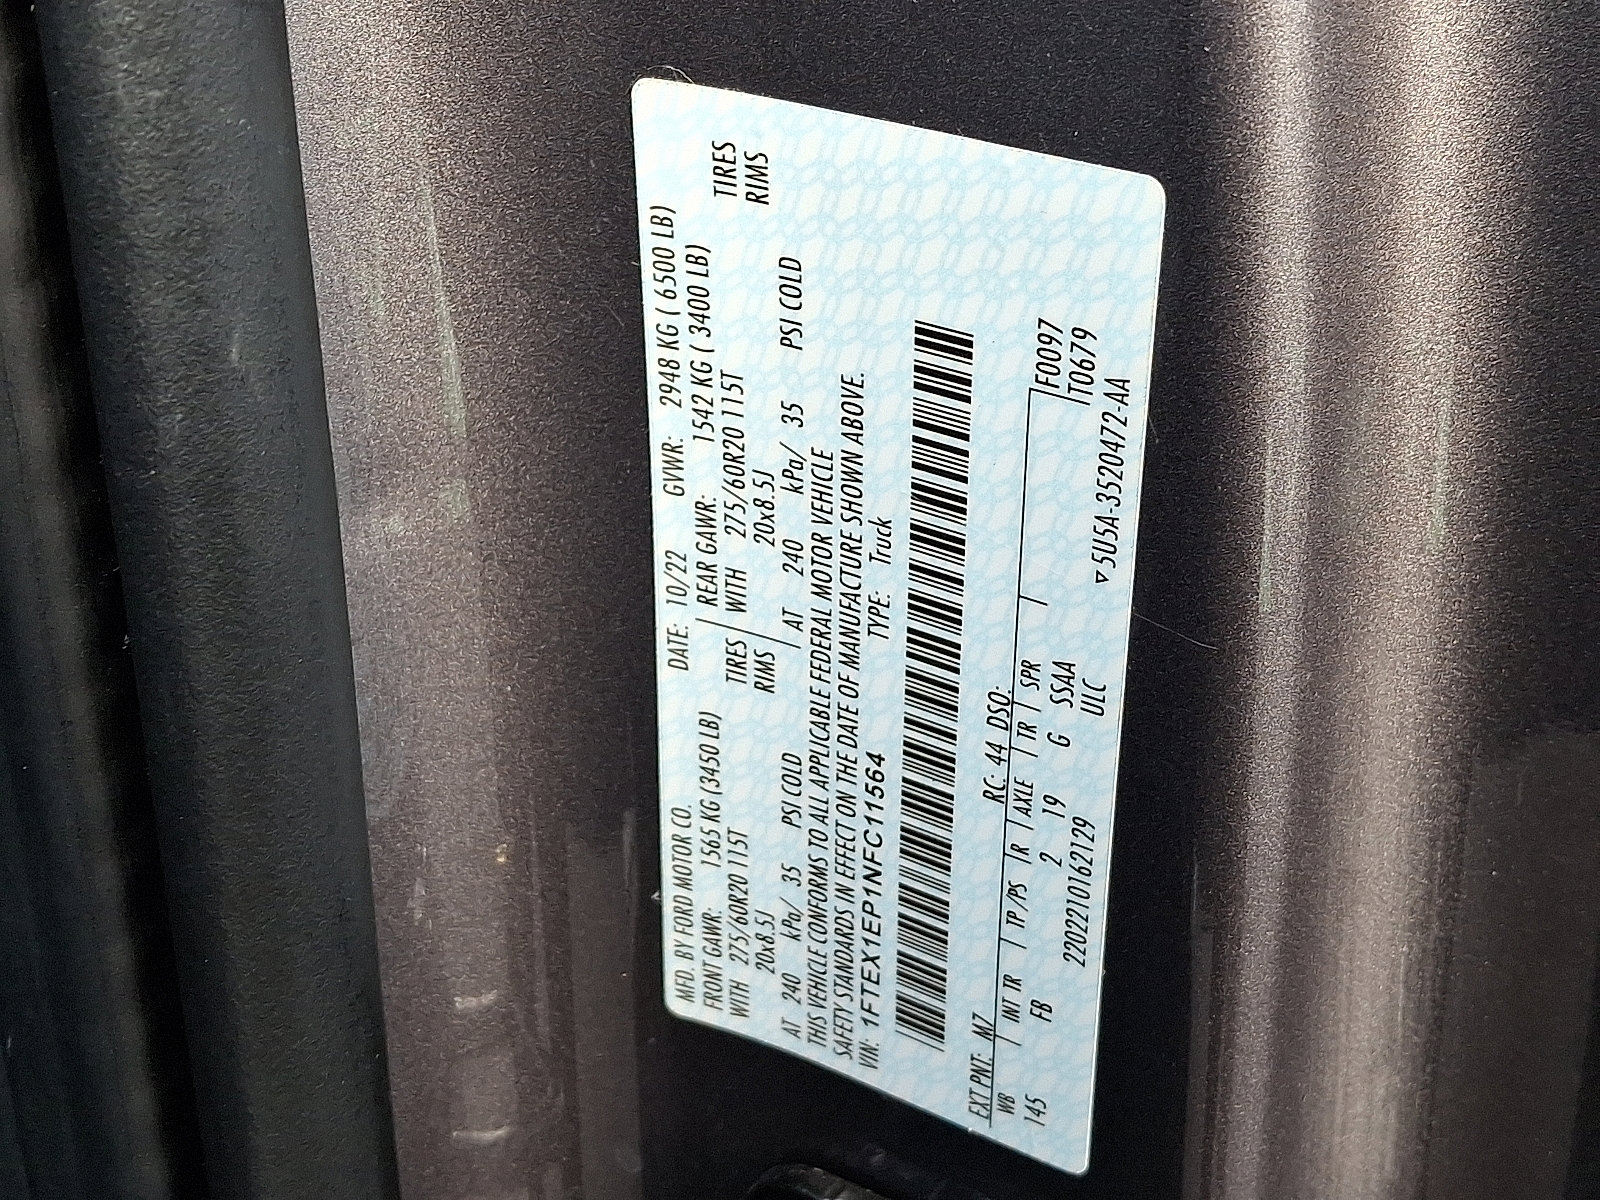 MFD. BY FORD MOTOR CO. DATE: 10/22 GVWR: 2948 KG ( 6500 LB)
FRONT GAWR: 1565 KG (3450 LB) REAR GAWR: 1542 KG ( 3400 LB)
WITH 275/60R20 115T TIRES WITH 275/60R20 115T TIRES
20x8.5J RIMS 20x8.5J RIMS
AT 240 kPa/ 35 PSI COLD AT 240 kPa/ 35 PSI COLD
THIS VEHICLE CONFORMS TO ALL APPLICABLE FEDERAL MOTOR VEHICLE
SAFETY STANDARDS IN EFFECT ON THE DATE OF MANUFACTURE SHOWN ABOVE.
VIN: 1FTEX1EP1NFC11564 TYPE: Truck
EXT PNT: M7 RC: 44 DSO:
WB INT TR TP/PS R AXLE TR SPR F0097
145 FB 2 19 G SSAA T0679
2202210162129 ULC
▽5U5A-3520472-AA